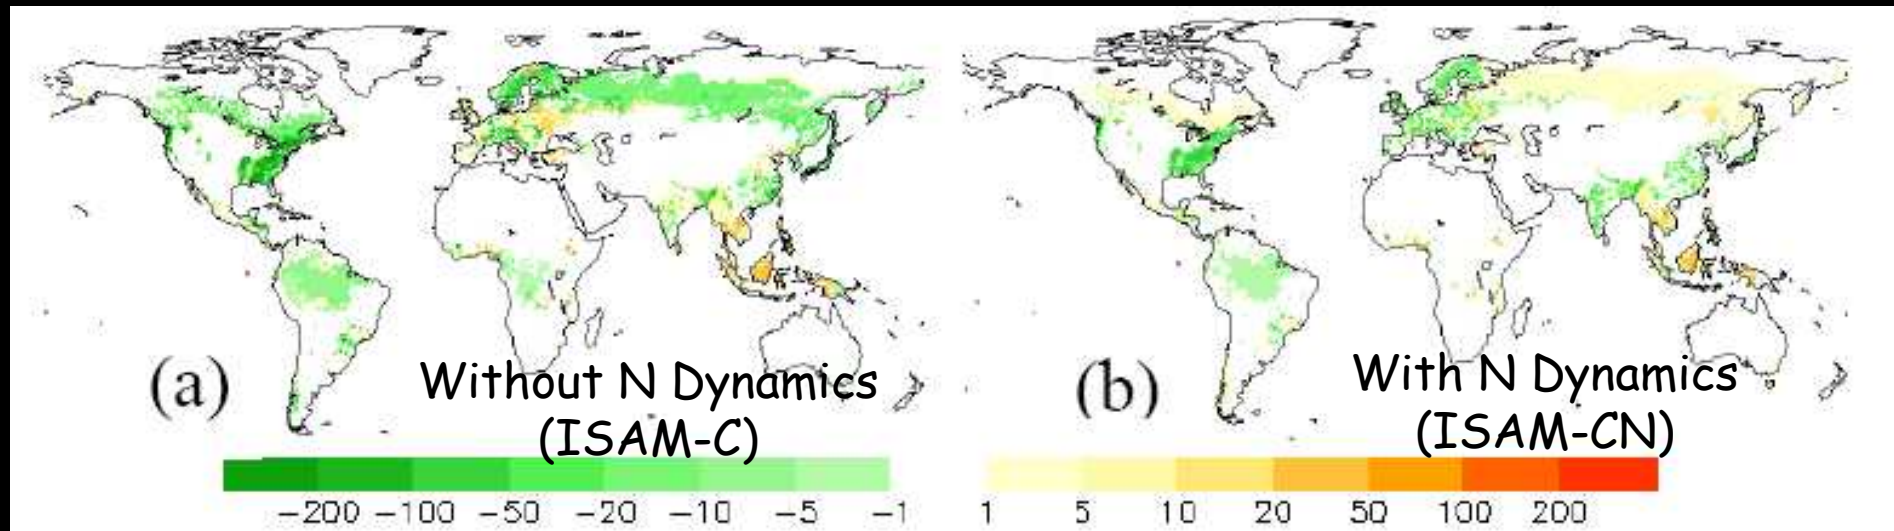 (a)
Without N Dynamics
(ISAM-C)
(b)
With N Dynamics
(ISAM-CN)
-200 -100 -50 -20 -10 -5 -1
1 5 10 20 50 100 200